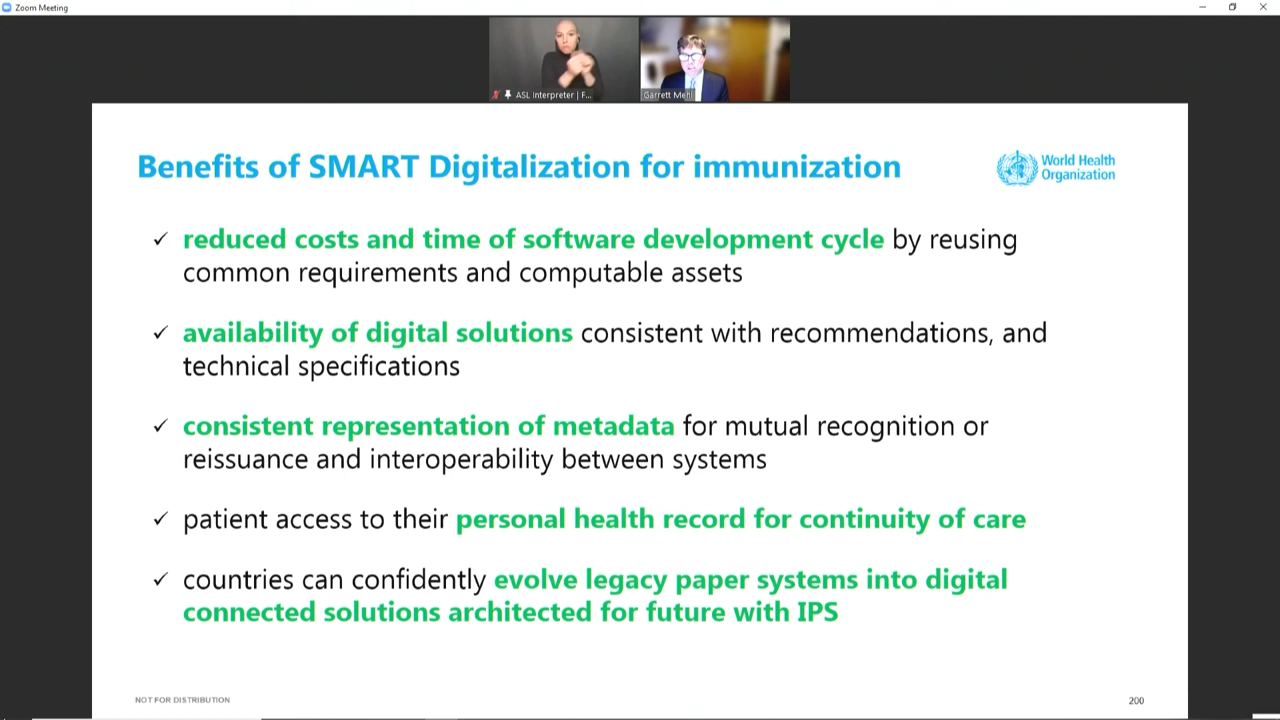 Zoom Meeting
ASL Interpreter | F...
Garrett Mehl
Benefits of SMART Digitalization for immunization
World Health
Organization
✓ reduced costs and time of software development cycle by reusing
common requirements and computable assets
✓ availability of digital solutions consistent with recommendations, and
technical specifications
✓ consistent representation of metadata for mutual recognition or
reissuance and interoperability between systems
✓ patient access to their personal health record for continuity of care
✓ countries can confidently evolve legacy paper systems into digital
connected solutions architected for future with IPS
NOT FOR DISTRIBUTION
200